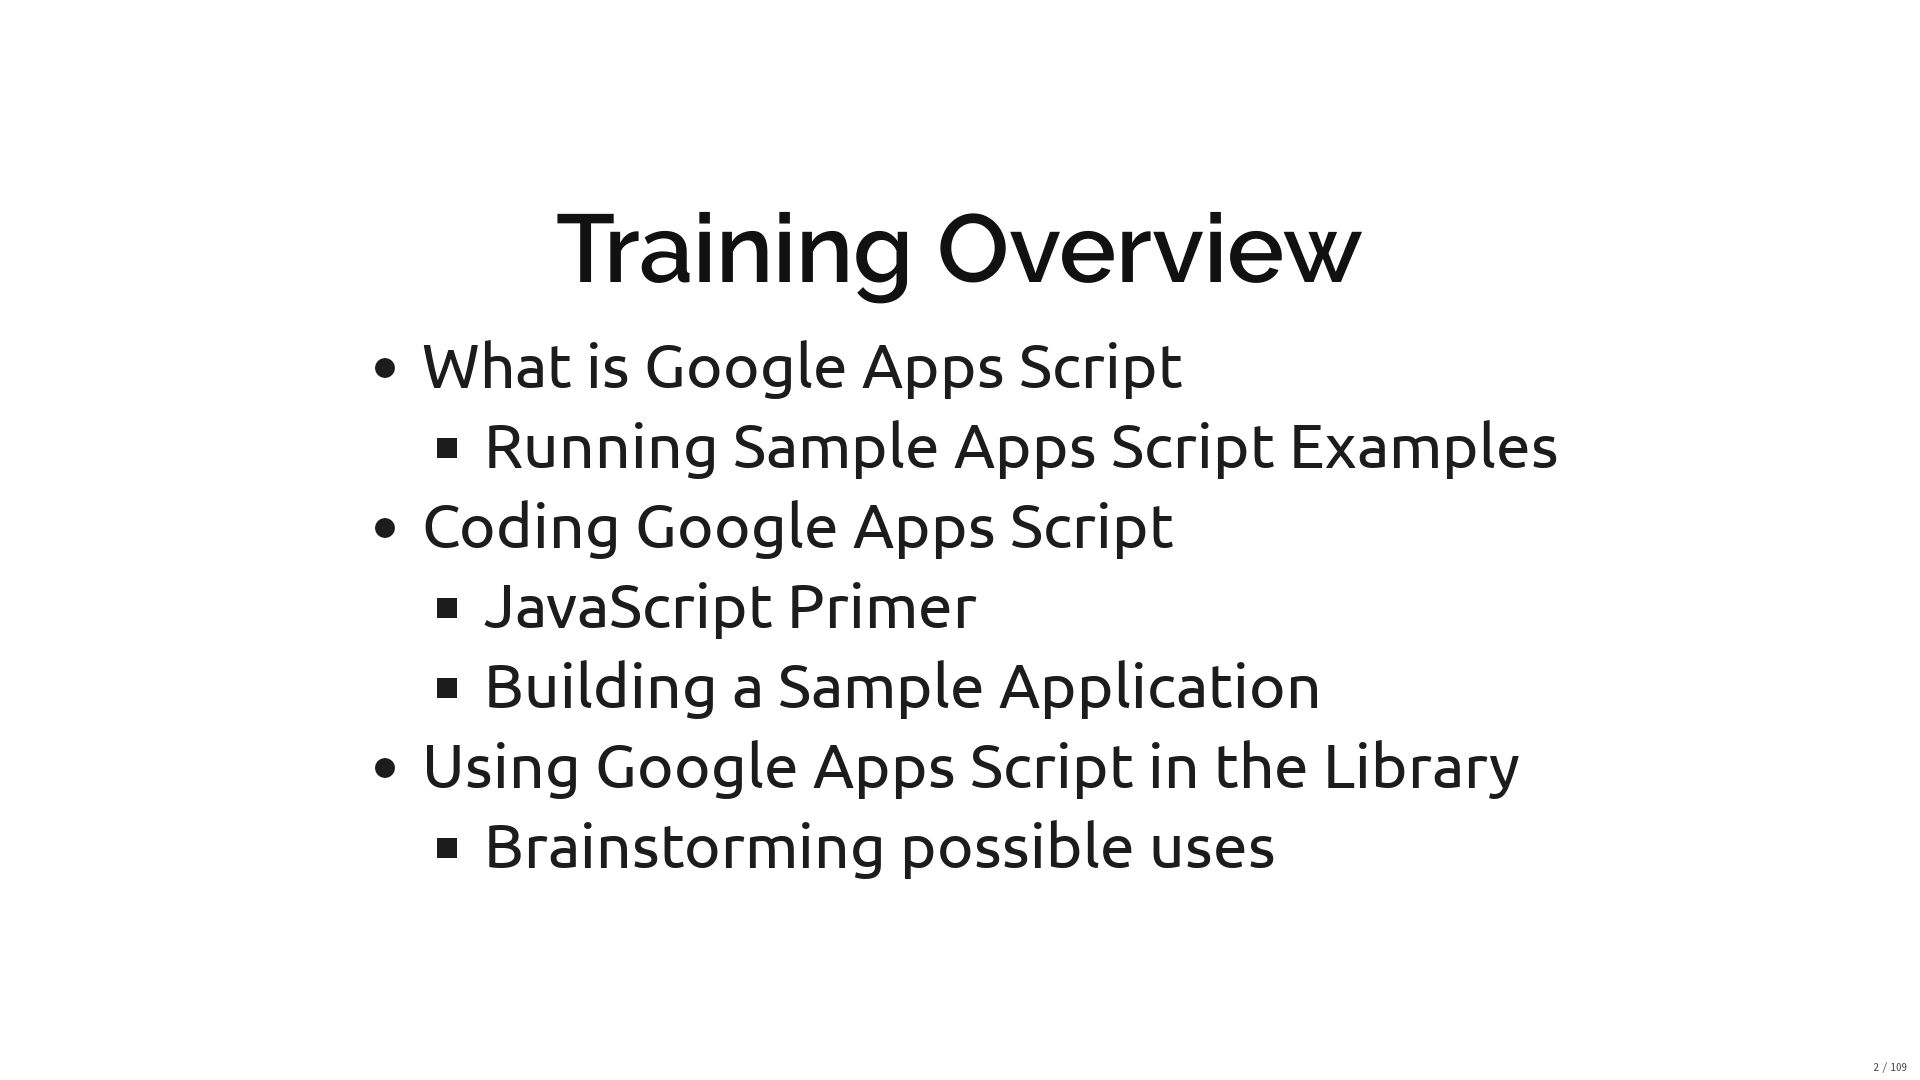 Training Overview
What is Google Apps Script
Running Sample Apps Script Examples
Coding Google Apps Script
JavaScript Primer
Building a Sample Application
Using Google Apps Script in the Library
Brainstorming possible uses
2 / 109